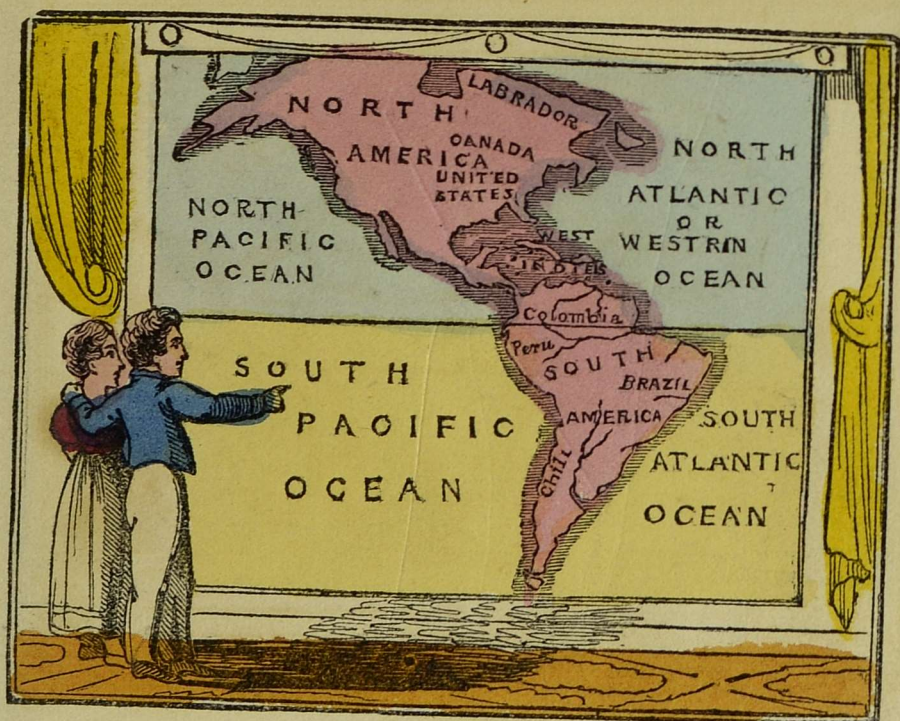 NORTH
AMERICA
LABRADOR
CANADA
UNITED
STATES
NORTH
PACIFIC
OCEAN
NORTH
ATLANTIC
OR
WESTRIN
OCEAN
WEST
INDIES
Colombia
Peru
SOUTH
AMERICA
BRAZIL
Chili
SOUTH
PACIFIC
OCEAN
SOUTH
ATLANTIC
OCEAN